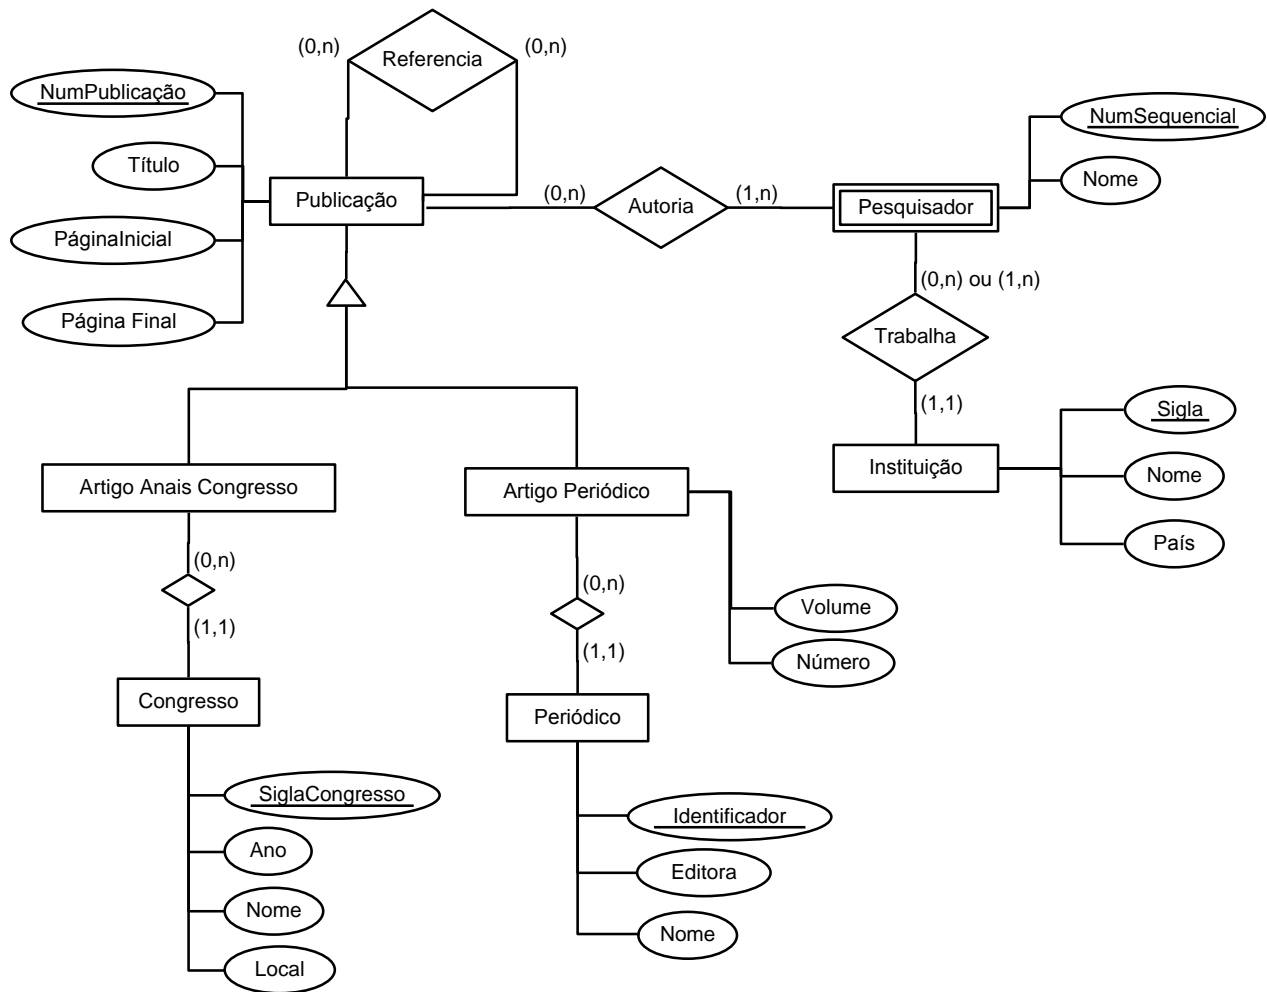 (0,n)
Referencia
(0,n)
NumPublicação
Título
PáginaInicial
Página Final
Publicação
(0,n)
Autoria
(1,n)
Pesquisador
NumSequencial
Nome
(0,n) ou (1,n)
Trabalha
(1,1)
Instituição
Sigla
Nome
País
Artigo Anais Congresso
(0,n)
(1,1)
Congresso
SiglaCongresso
Ano
Nome
Local
Artigo Periódico
(0,n)
(1,1)
Periódico
Volume
Número
Identificador
Editora
Nome